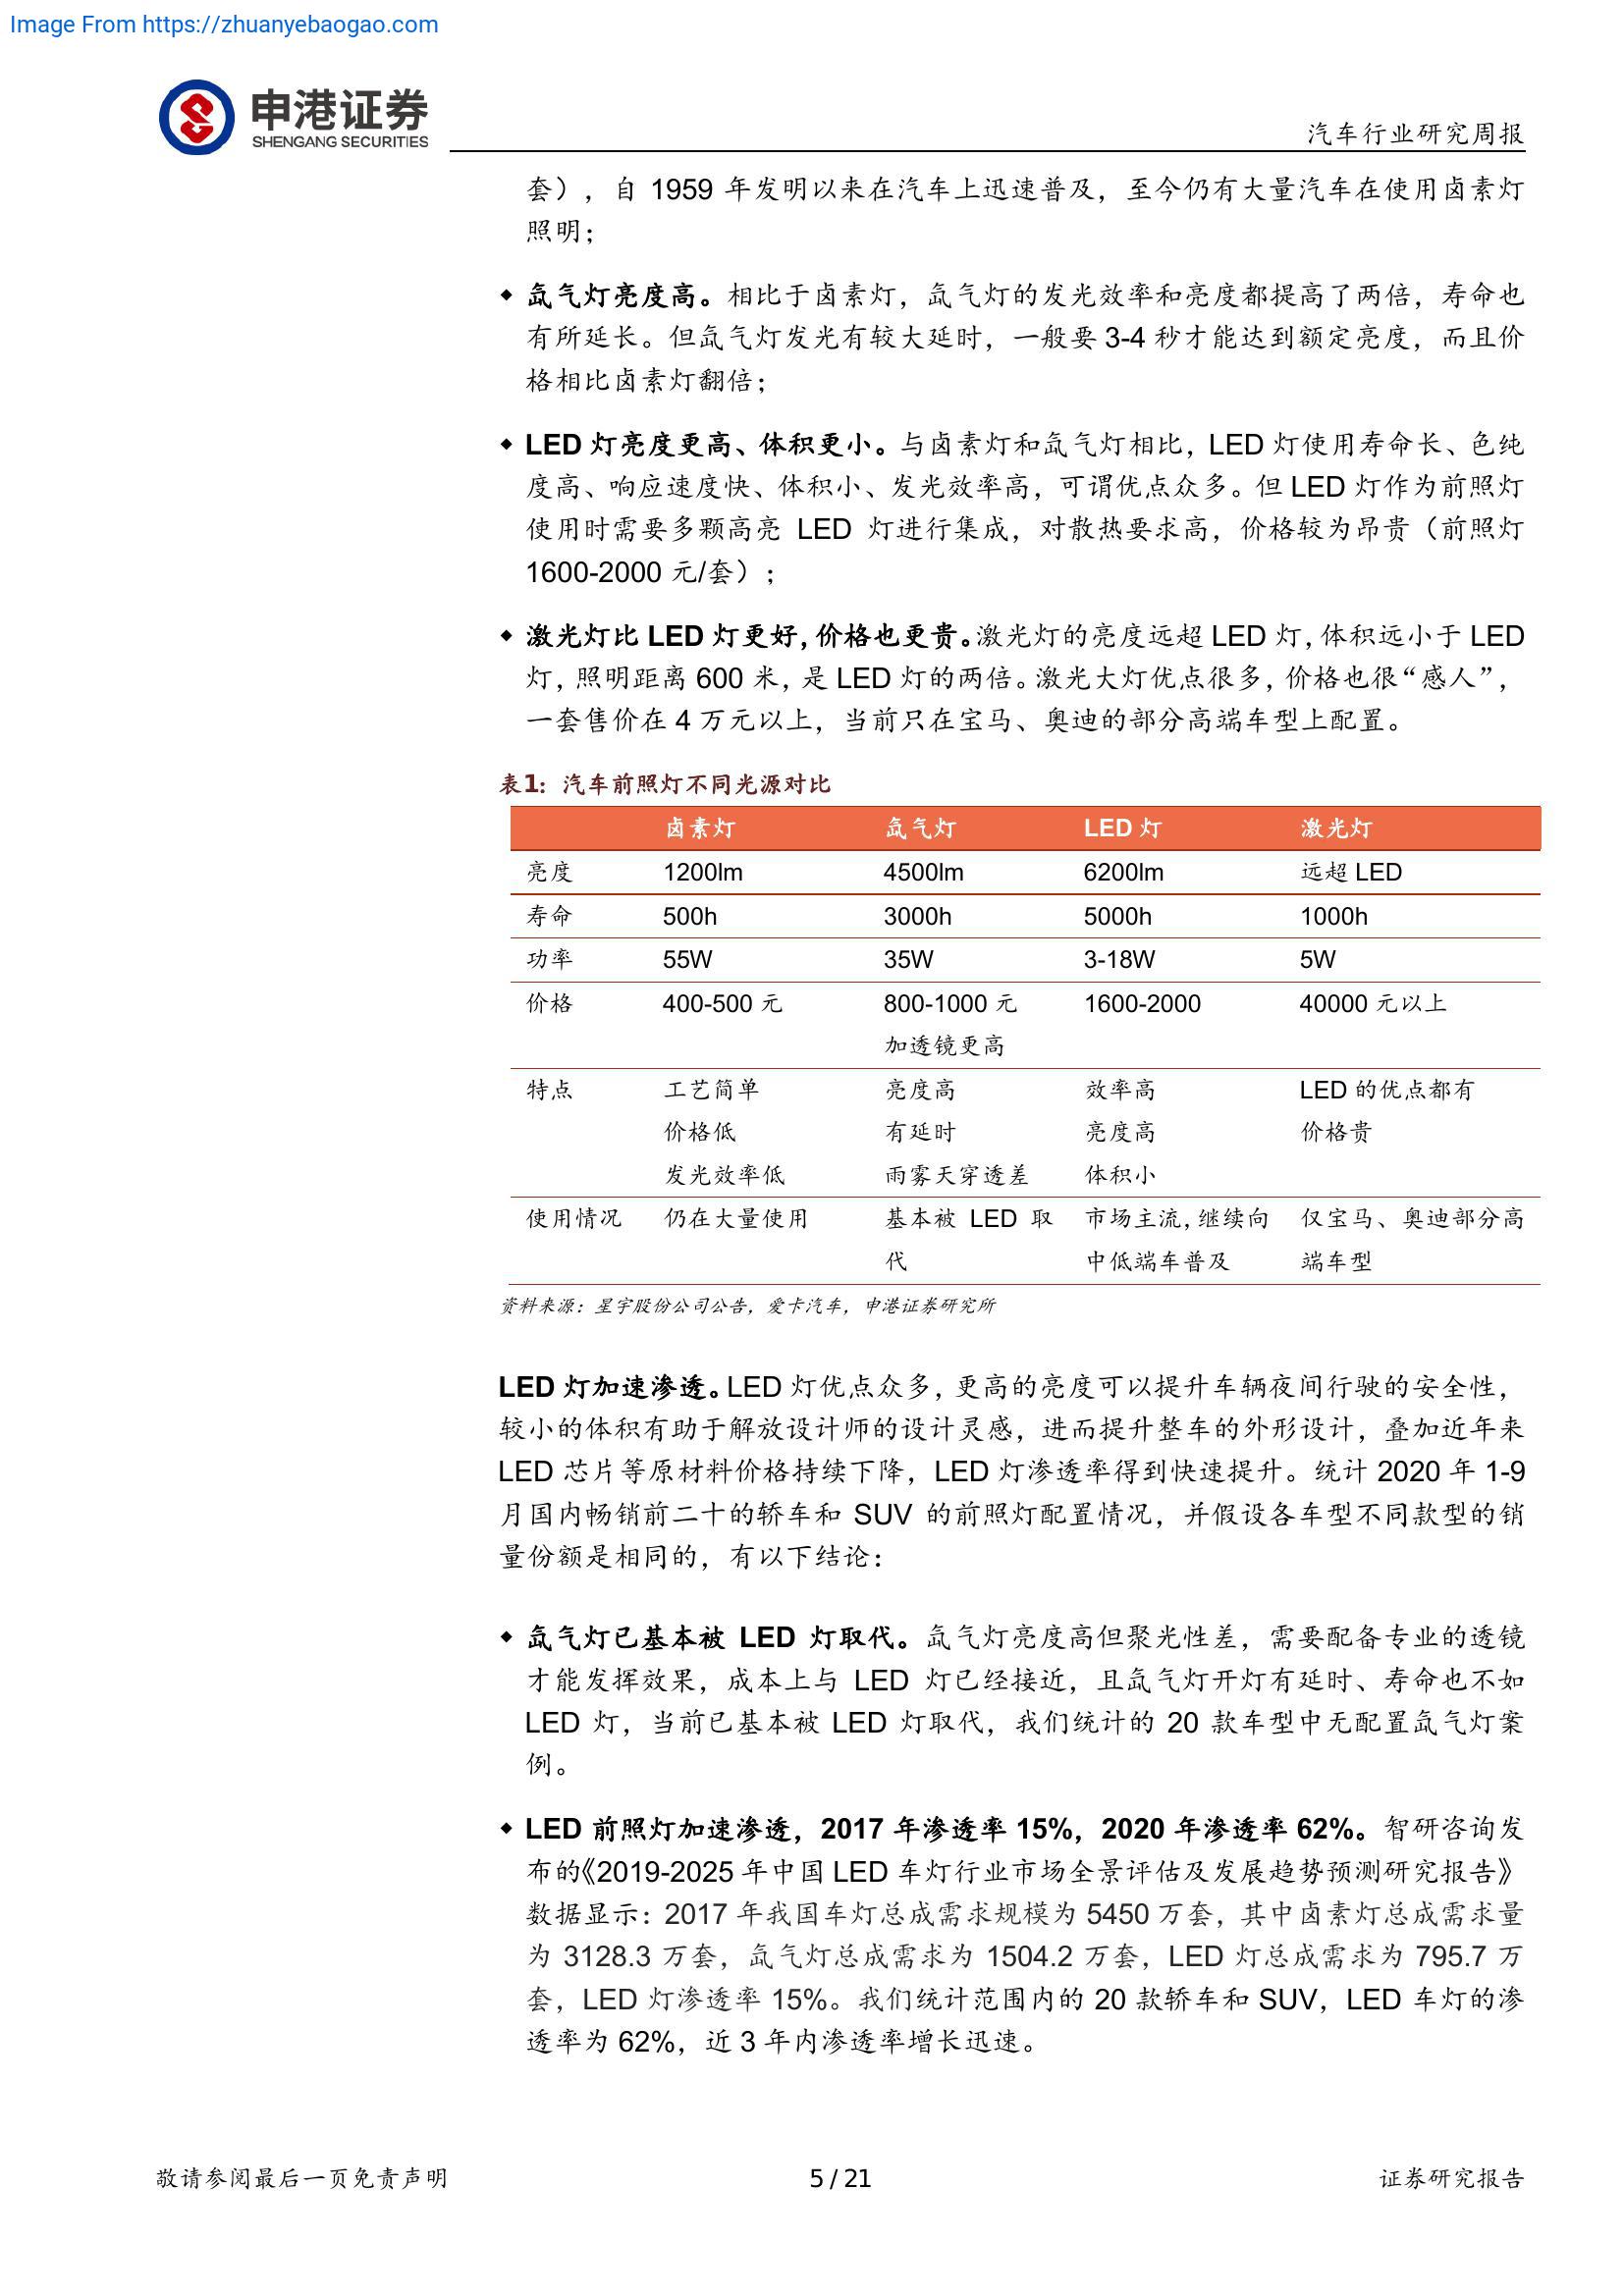 Image From https://zhuanyebaogao.com
申港证券
SHENGANG SECURITIES
汽车行业研究周报
套），自 1959 年发明以来在汽车上迅速普及，至今仍有大量汽车在使用卤素灯
照明；
◆ 氙气灯亮度高。相比于卤素灯，氙气灯的发光效率和亮度都提高了两倍，寿命也
有所延长。但氙气灯发光有较大延时，一般要 3-4 秒才能达到额定亮度，而且价
格相比卤素灯翻倍；
◆ LED 灯亮度更高、体积更小。与卤素灯和氙气灯相比，LED 灯使用寿命长、色纯
度高、响应速度快、体积小、发光效率高，可谓优点众多。但 LED 灯作为前照灯
使用时需要多颗高亮 LED 灯进行集成，对散热要求高，价格较为昂贵（前照灯
1600-2000 元/套）；
◆ 激光灯比 LED 灯更好，价格也更贵。激光灯的亮度远超 LED 灯，体积远小于 LED
灯，照明距离 600 米，是 LED 灯的两倍。激光大灯优点很多，价格也很“感人”，
一套售价在 4 万元以上，当前只在宝马、奥迪的部分高端车型上配置。
表1：汽车前照灯不同光源对比
卤素灯 氙气灯 LED 灯 激光灯
亮度 1200lm 4500lm 6200lm 远超 LED
寿命 500h 3000h 5000h 1000h
功率 55W 35W 3-18W 5W
价格 400-500 元 800-1000 元 1600-2000 40000 元以上
加透镜更高
特点 工艺简单 亮度高 效率高 LED 的优点都有
价格低 有延时 亮度高 价格贵
发光效率低 雨雾天穿透差 体积小
使用情况 仍在大量使用 基本被 LED 取 市场主流，继续向 仅宝马、奥迪部分高
代 中低端车普及 端车型
资料来源：星宇股份公司公告，爱卡汽车，申港证券研究所
LED 灯加速渗透。LED 灯优点众多，更高的亮度可以提升车辆夜间行驶的安全性，
较小的体积有助于解放设计师的设计灵感，进而提升整车的外形设计，叠加近年来
LED 芯片等原材料价格持续下降，LED 灯渗透率得到快速提升。统计 2020 年 1-9
月国内畅销前二十的轿车和 SUV 的前照灯配置情况，并假设各车型不同款型的销
量份额是相同的，有以下结论：
◆ 氙气灯已基本被 LED 灯取代。氙气灯亮度高但聚光性差，需要配备专业的透镜
才能发挥效果，成本上与 LED 灯已经接近，且氙气灯开灯有延时、寿命也不如
LED 灯，当前已基本被 LED 灯取代，我们统计的 20 款车型中无配置氙气灯案
例。
◆ LED 前照灯加速渗透，2017 年渗透率 15%，2020 年渗透率 62%。智研咨询发
布的《2019-2025 年中国 LED 车灯行业市场全景评估及发展趋势预测研究报告》
数据显示：2017 年我国车灯总成需求规模为 5450 万套，其中卤素灯总成需求量
为 3128.3 万套，氙气灯总成需求为 1504.2 万套，LED 灯总成需求为 795.7 万
套，LED 灯渗透率 15%。我们统计范围内的 20 款轿车和 SUV，LED 车灯的渗
透率为 62%，近 3 年内渗透率增长迅速。
敬请参阅最后一页免责声明 5 / 21 证券研究报告